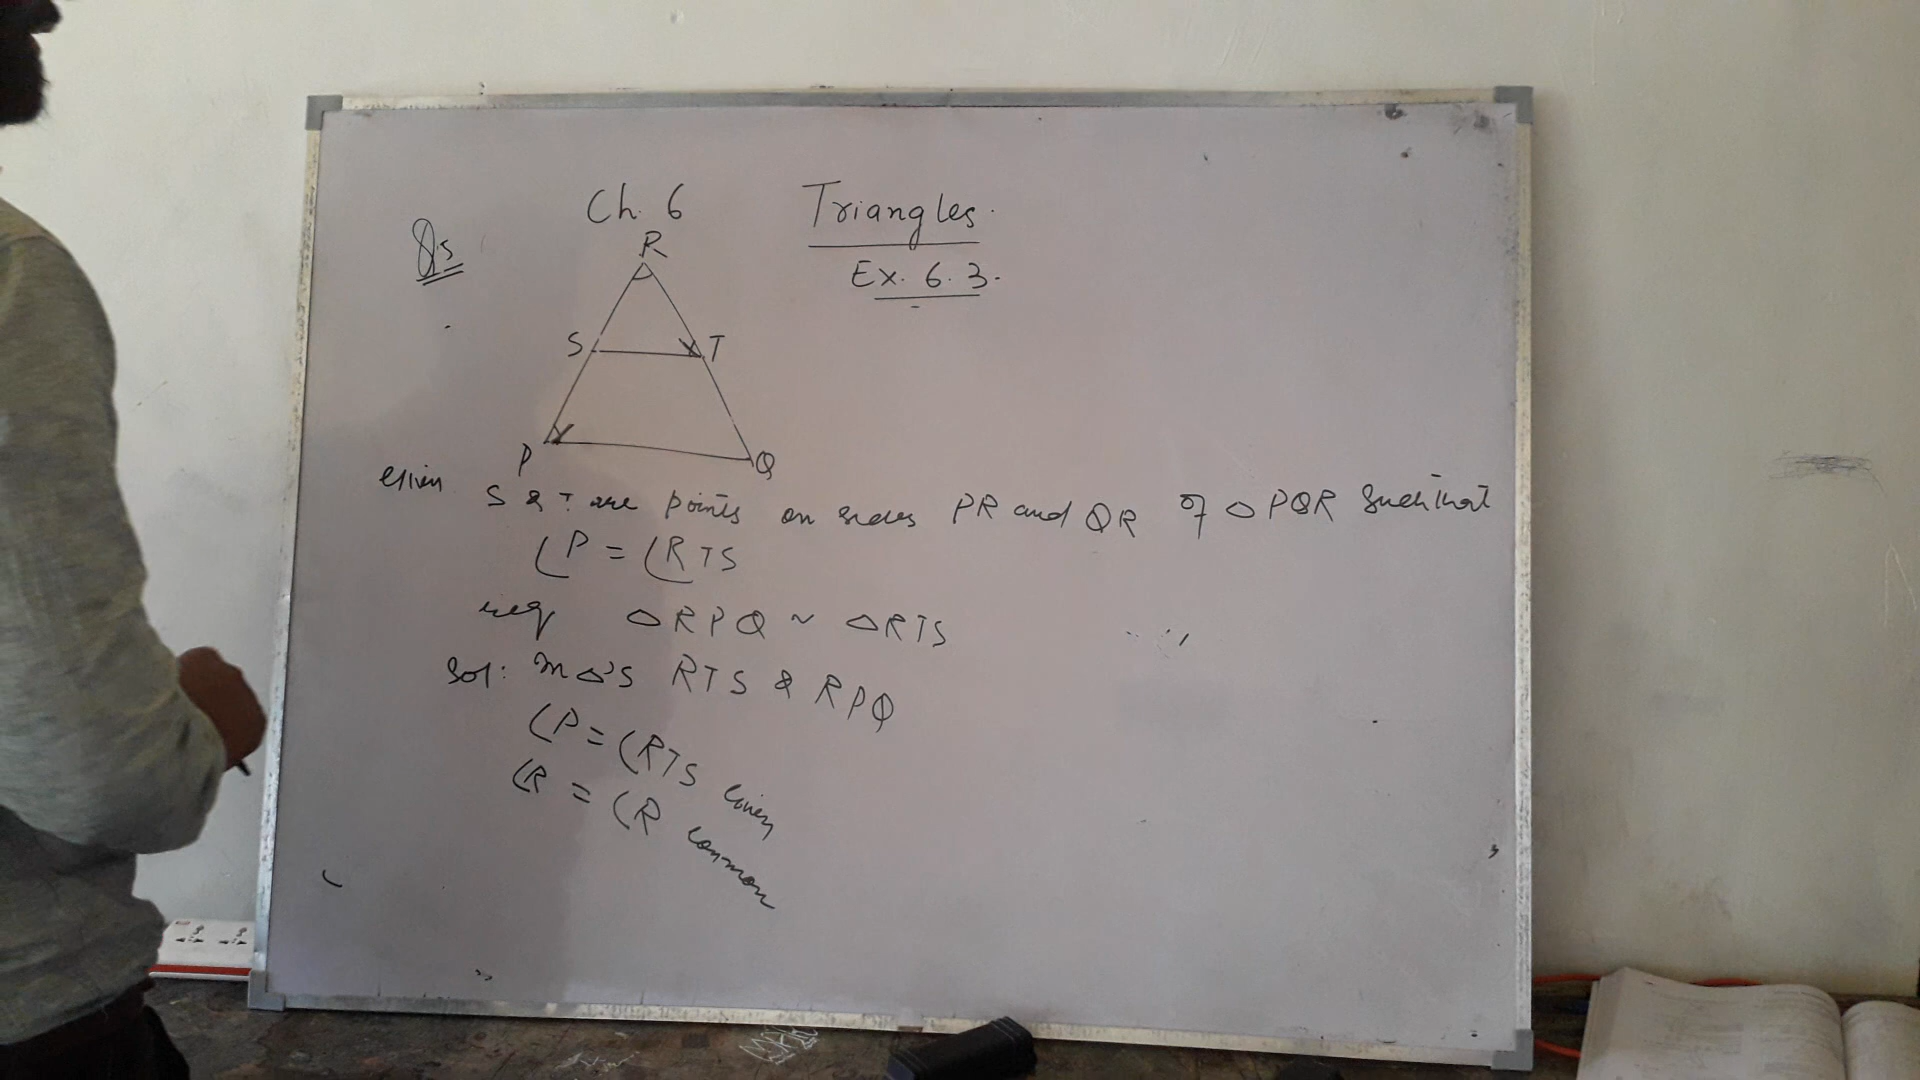 Ch. 6 Triangles.
Q5
Ex. 6.3.
R
S T
P Q
Given S & T are points on sides PR and QR of △ PQR such that
∠P = ∠RTS
req △RPQ ~ △RTS
Sol: In △'s RTS & RPQ
∠P = ∠RTS Given
∠R = ∠R common